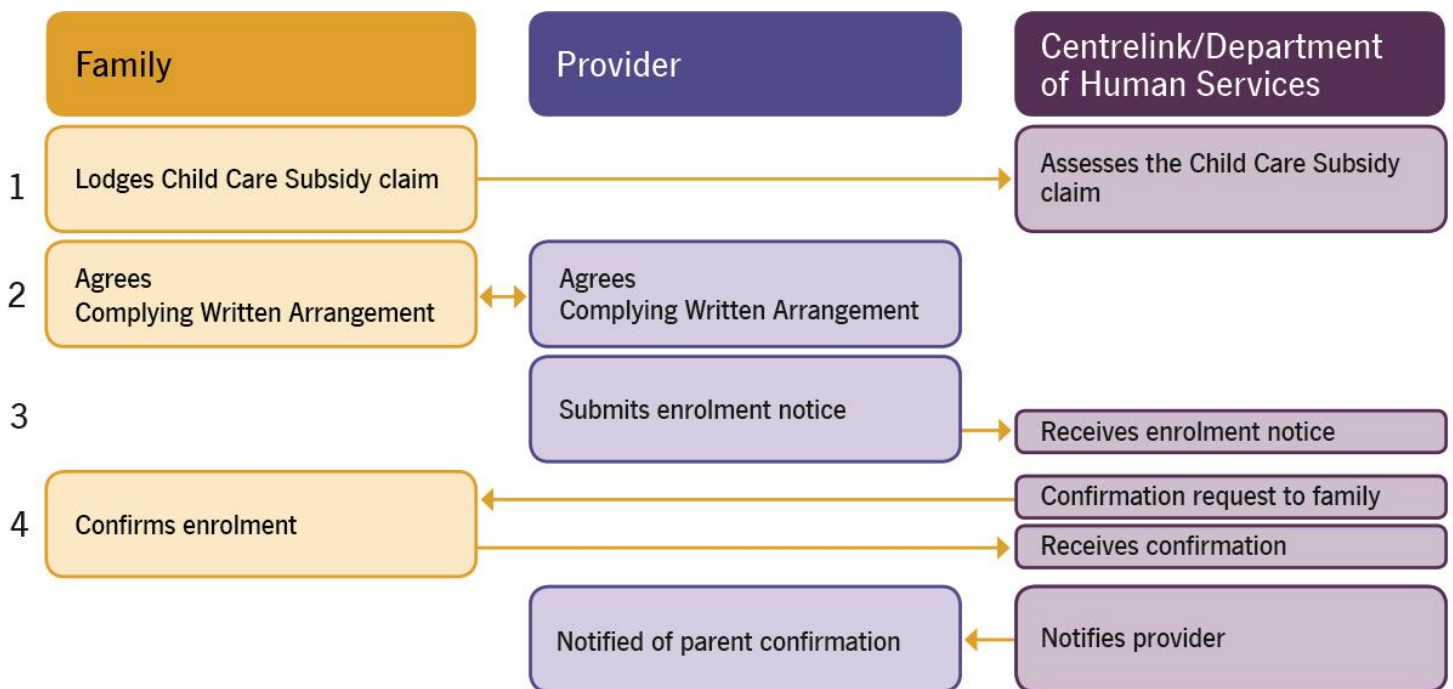 Family
Provider
Centrelink/Department
of Human Services
1
Lodges Child Care Subsidy claim
Assesses the Child Care Subsidy
claim
2
Agrees
Complying Written Arrangement
Agrees
Complying Written Arrangement
3
Submits enrolment notice
Receives enrolment notice
4
Confirms enrolment
Confirmation request to family
Receives confirmation
Notified of parent confirmation
Notifies provider